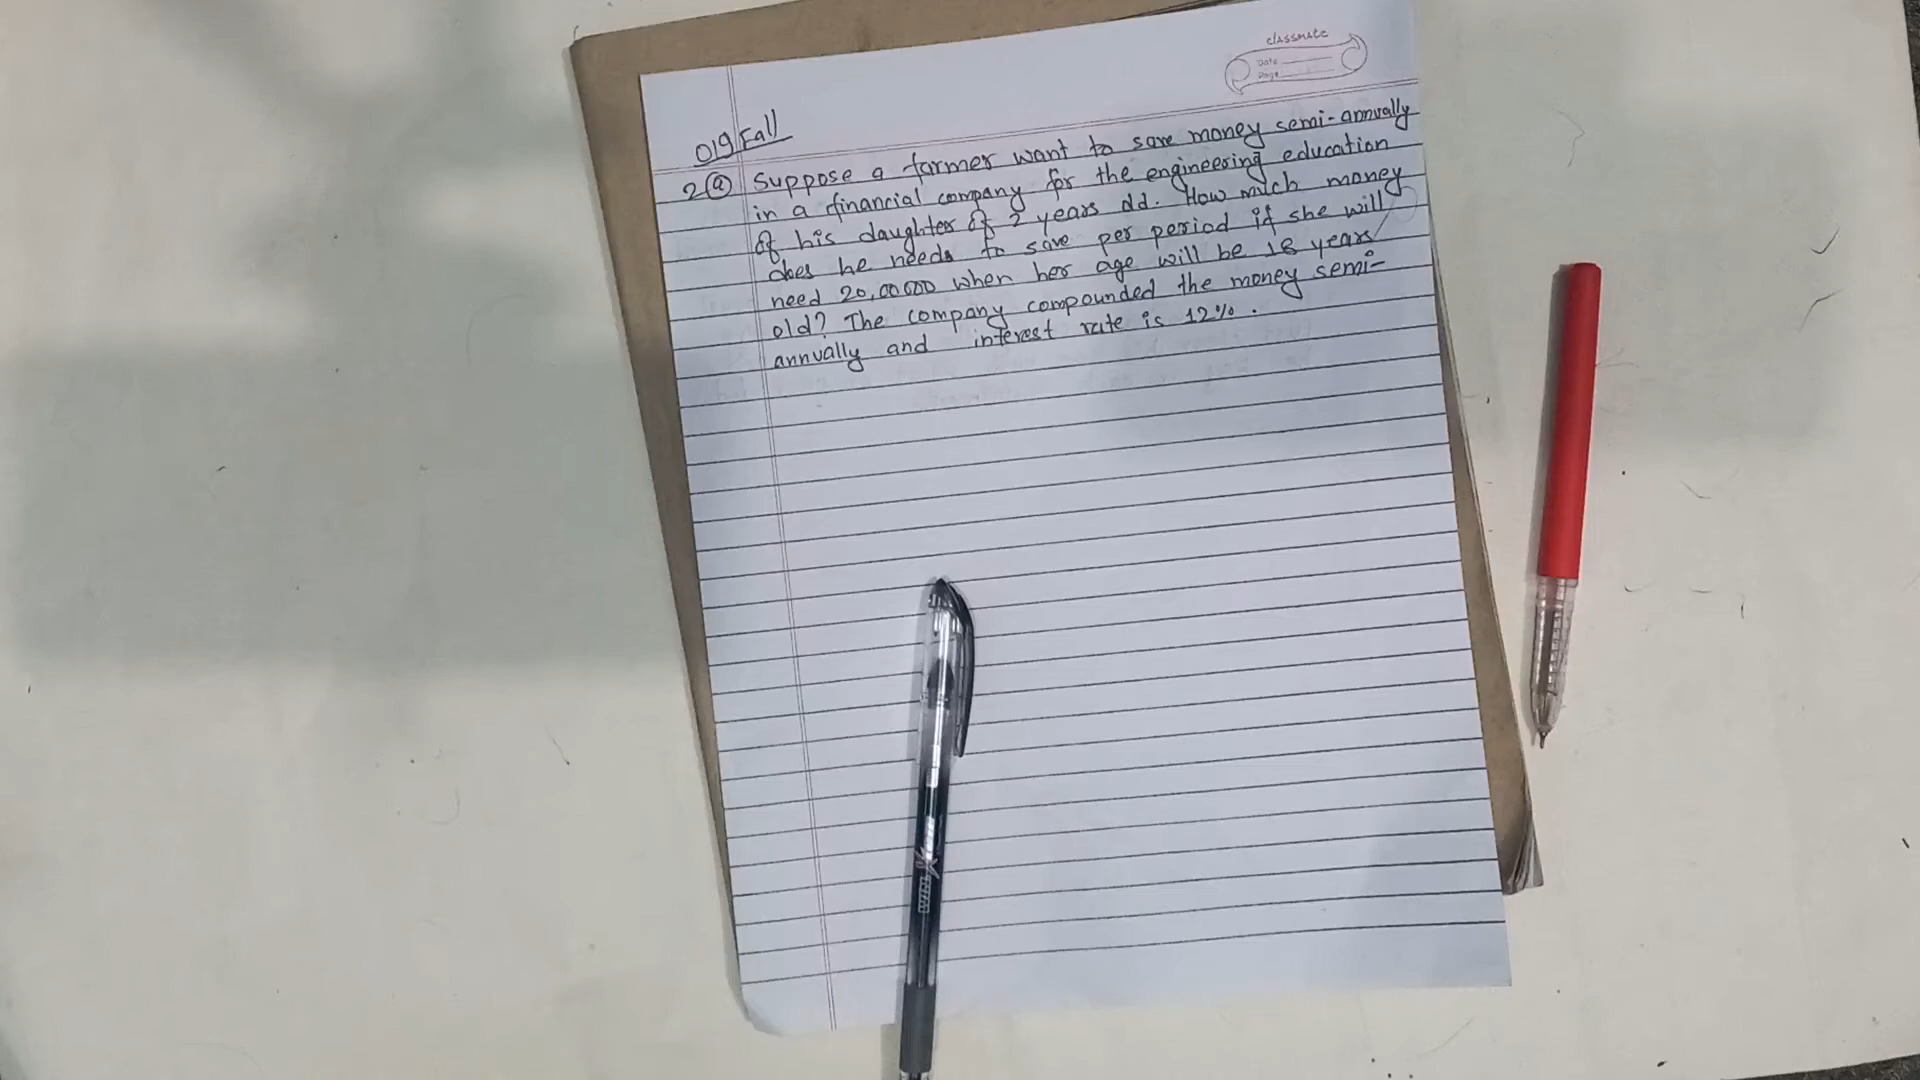 classmate
Date
Page
019 Fall
2 (a) Suppose a farmer want to save money semi-annually
in a financial company for the engineering education
of his daughter of 2 years old. How much money
does he needs to save per period if she will
need 20,00000 when her age will be 18 years
old? The company compounded the money semi-
annually and interest rate is 12%.